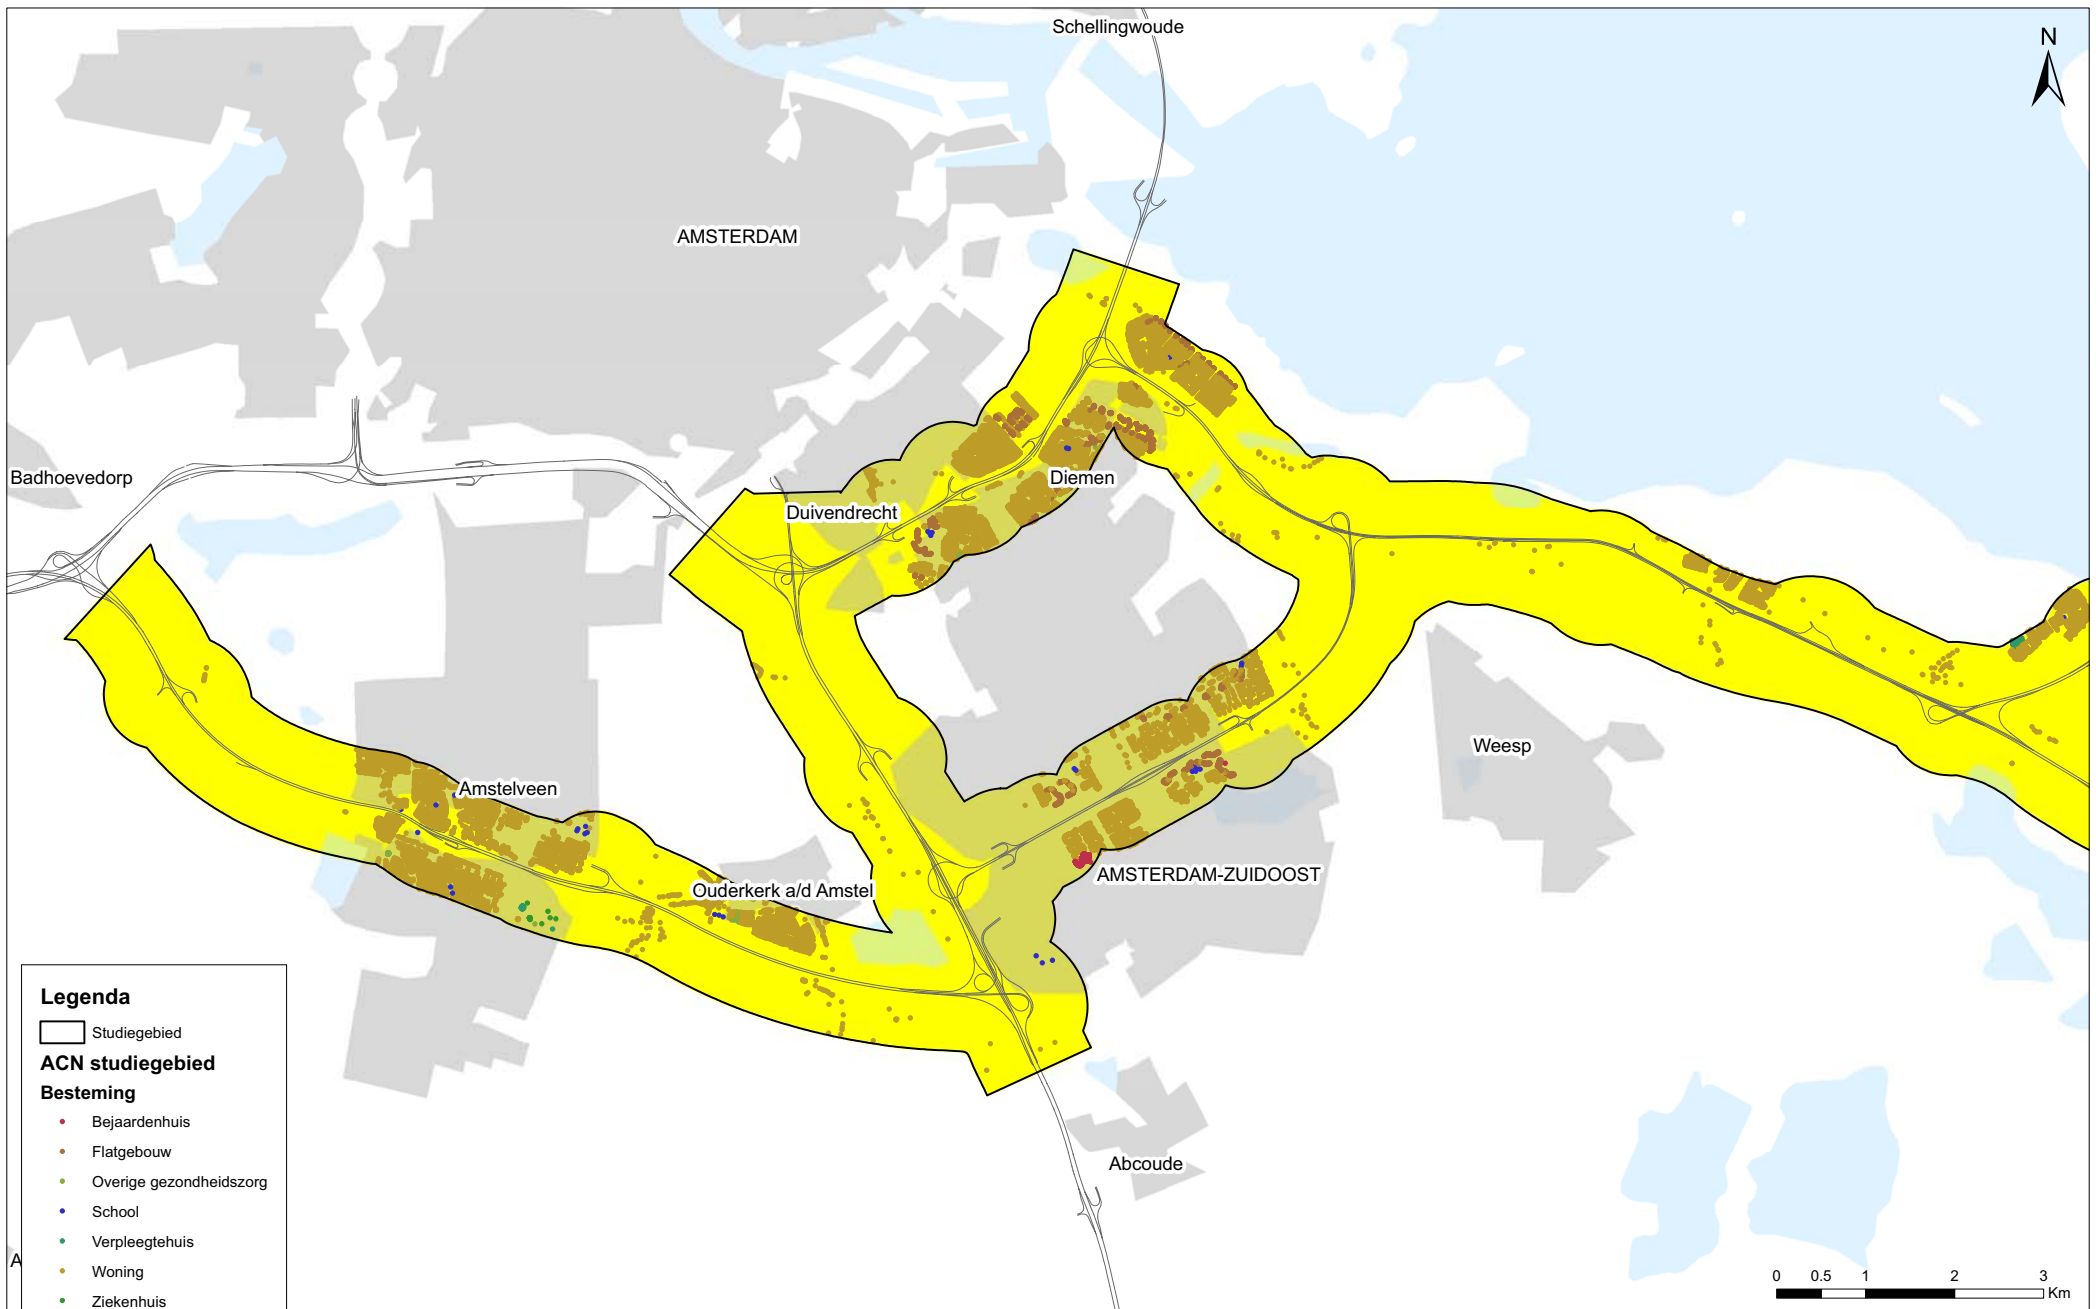 Schellingwoude
N
AMSTERDAM
Badhoevedorp
Diemen
Duivendrecht
Weesp
Amstelveen
AMSTERDAM-ZUIDOOST
Ouderkerk a/d Amstel
Abcoude
A
Legenda
Studiegebied
ACN studiegebied
Besteming
Bejaardenhuis
Flatgebouw
Overige gezondheidszorg
School
Verpleegtehuis
Woning
Ziekenhuis
0 0.5 1 2 3
Km